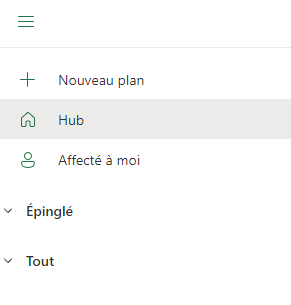 Nouveau plan
Hub
Affecté à moi
Épinglé
Tout